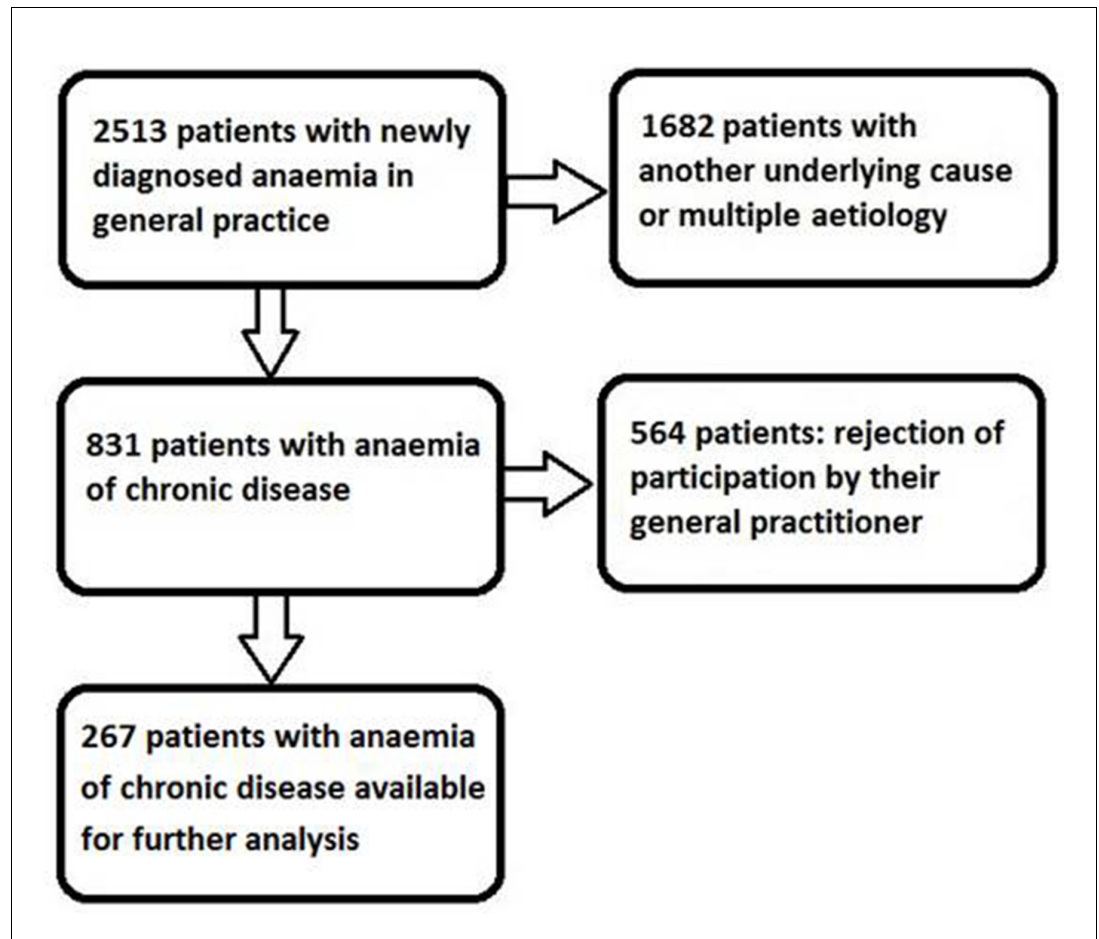 2513 patients with newly
diagnosed anaemia in
general practice
1682 patients with
another underlying cause
or multiple aetiology
831 patients with anaemia
of chronic disease
564 patients: rejection of
participation by their
general practitioner
267 patients with anaemia
of chronic disease available
for further analysis